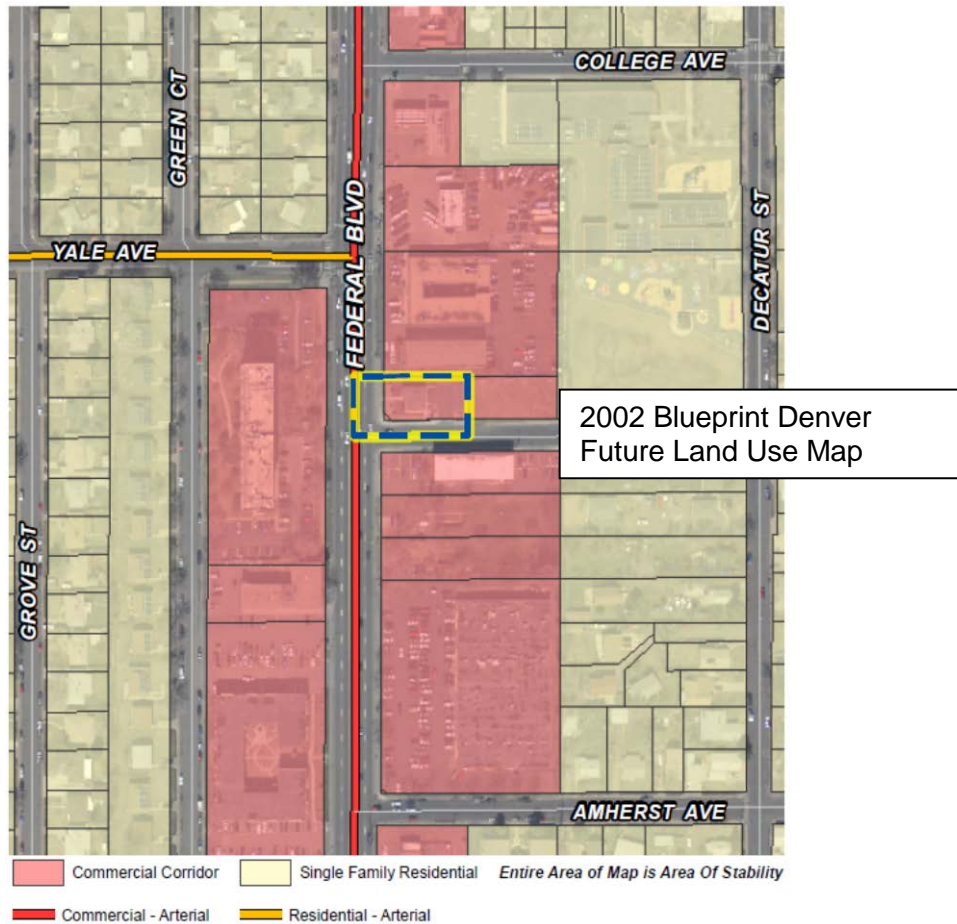 COLLEGE AVE
GREEN CT
FEDERAL BLVD
YALE AVE
DECATUR ST
2002 Blueprint Denver
Future Land Use Map
GROVE ST
AMHERST AVE
Commercial Corridor
Single Family Residential
Entire Area of Map is Area Of Stability
Commercial - Arterial
Residential - Arterial